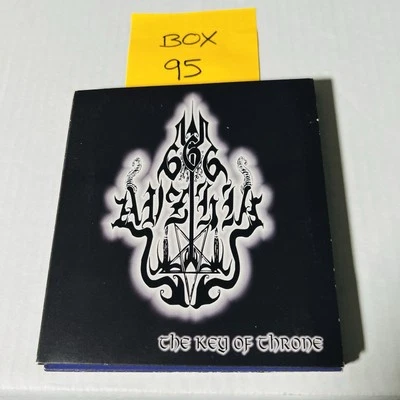 BOX
95
666
AVZHIA
THE KEY OF THRONE